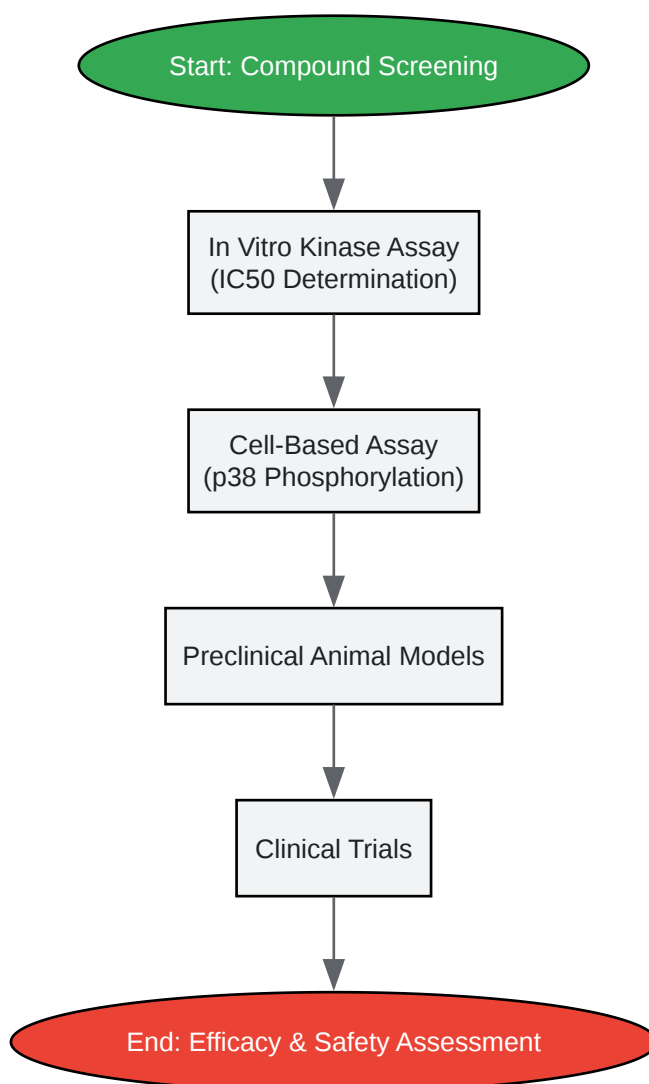 Start: Compound Screening
In Vitro Kinase Assay
(IC50 Determination)
Cell-Based Assay
(p38 Phosphorylation)
Preclinical Animal Models
Clinical Trials
End: Efficacy & Safety Assessment